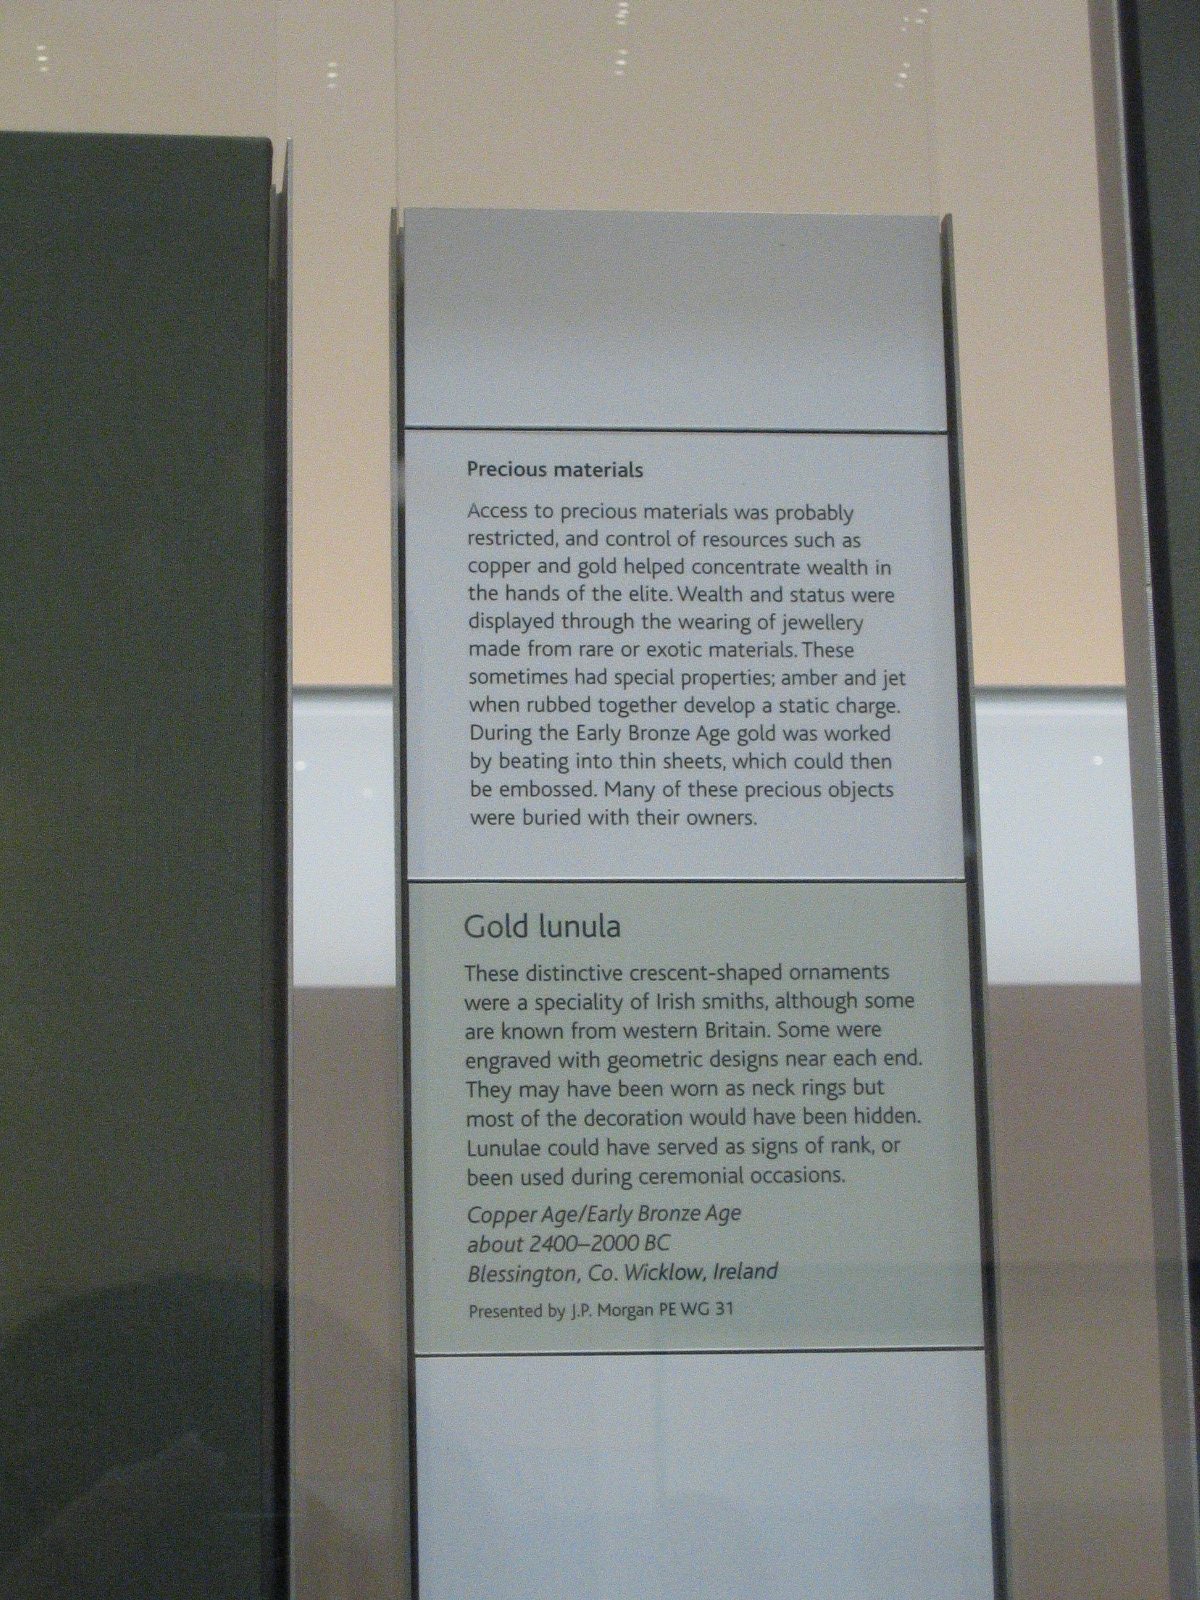 Precious materials
Access to precious materials was probably
restricted, and control of resources such as
copper and gold helped concentrate wealth in
the hands of the elite. Wealth and status were
displayed through the wearing of jewellery
made from rare or exotic materials. These
sometimes had special properties; amber and jet
when rubbed together develop a static charge.
During the Early Bronze Age gold was worked
by beating into thin sheets, which could then
be embossed. Many of these precious objects
were buried with their owners.
Gold lunula
These distinctive crescent-shaped ornaments
were a speciality of Irish smiths, although some
are known from western Britain. Some were
engraved with geometric designs near each end.
They may have been worn as neck rings but
most of the decoration would have been hidden.
Lunulae could have served as signs of rank, or
been used during ceremonial occasions.
Copper Age/Early Bronze Age
about 2400–2000 BC
Blessington, Co. Wicklow, Ireland
Presented by J.P. Morgan PE WG 31